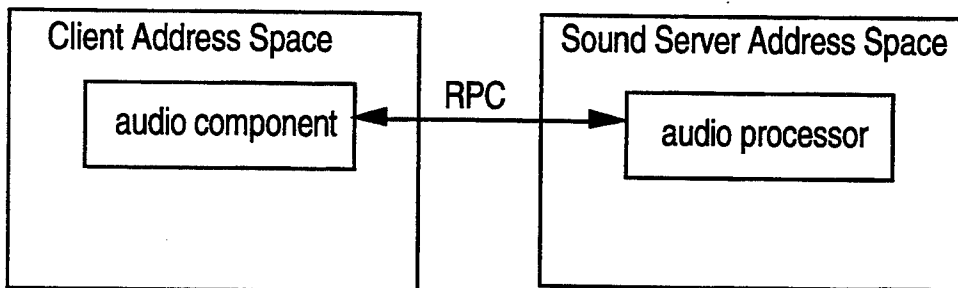 Client Address Space
Sound Server Address Space
RPC
audio component
audio processor